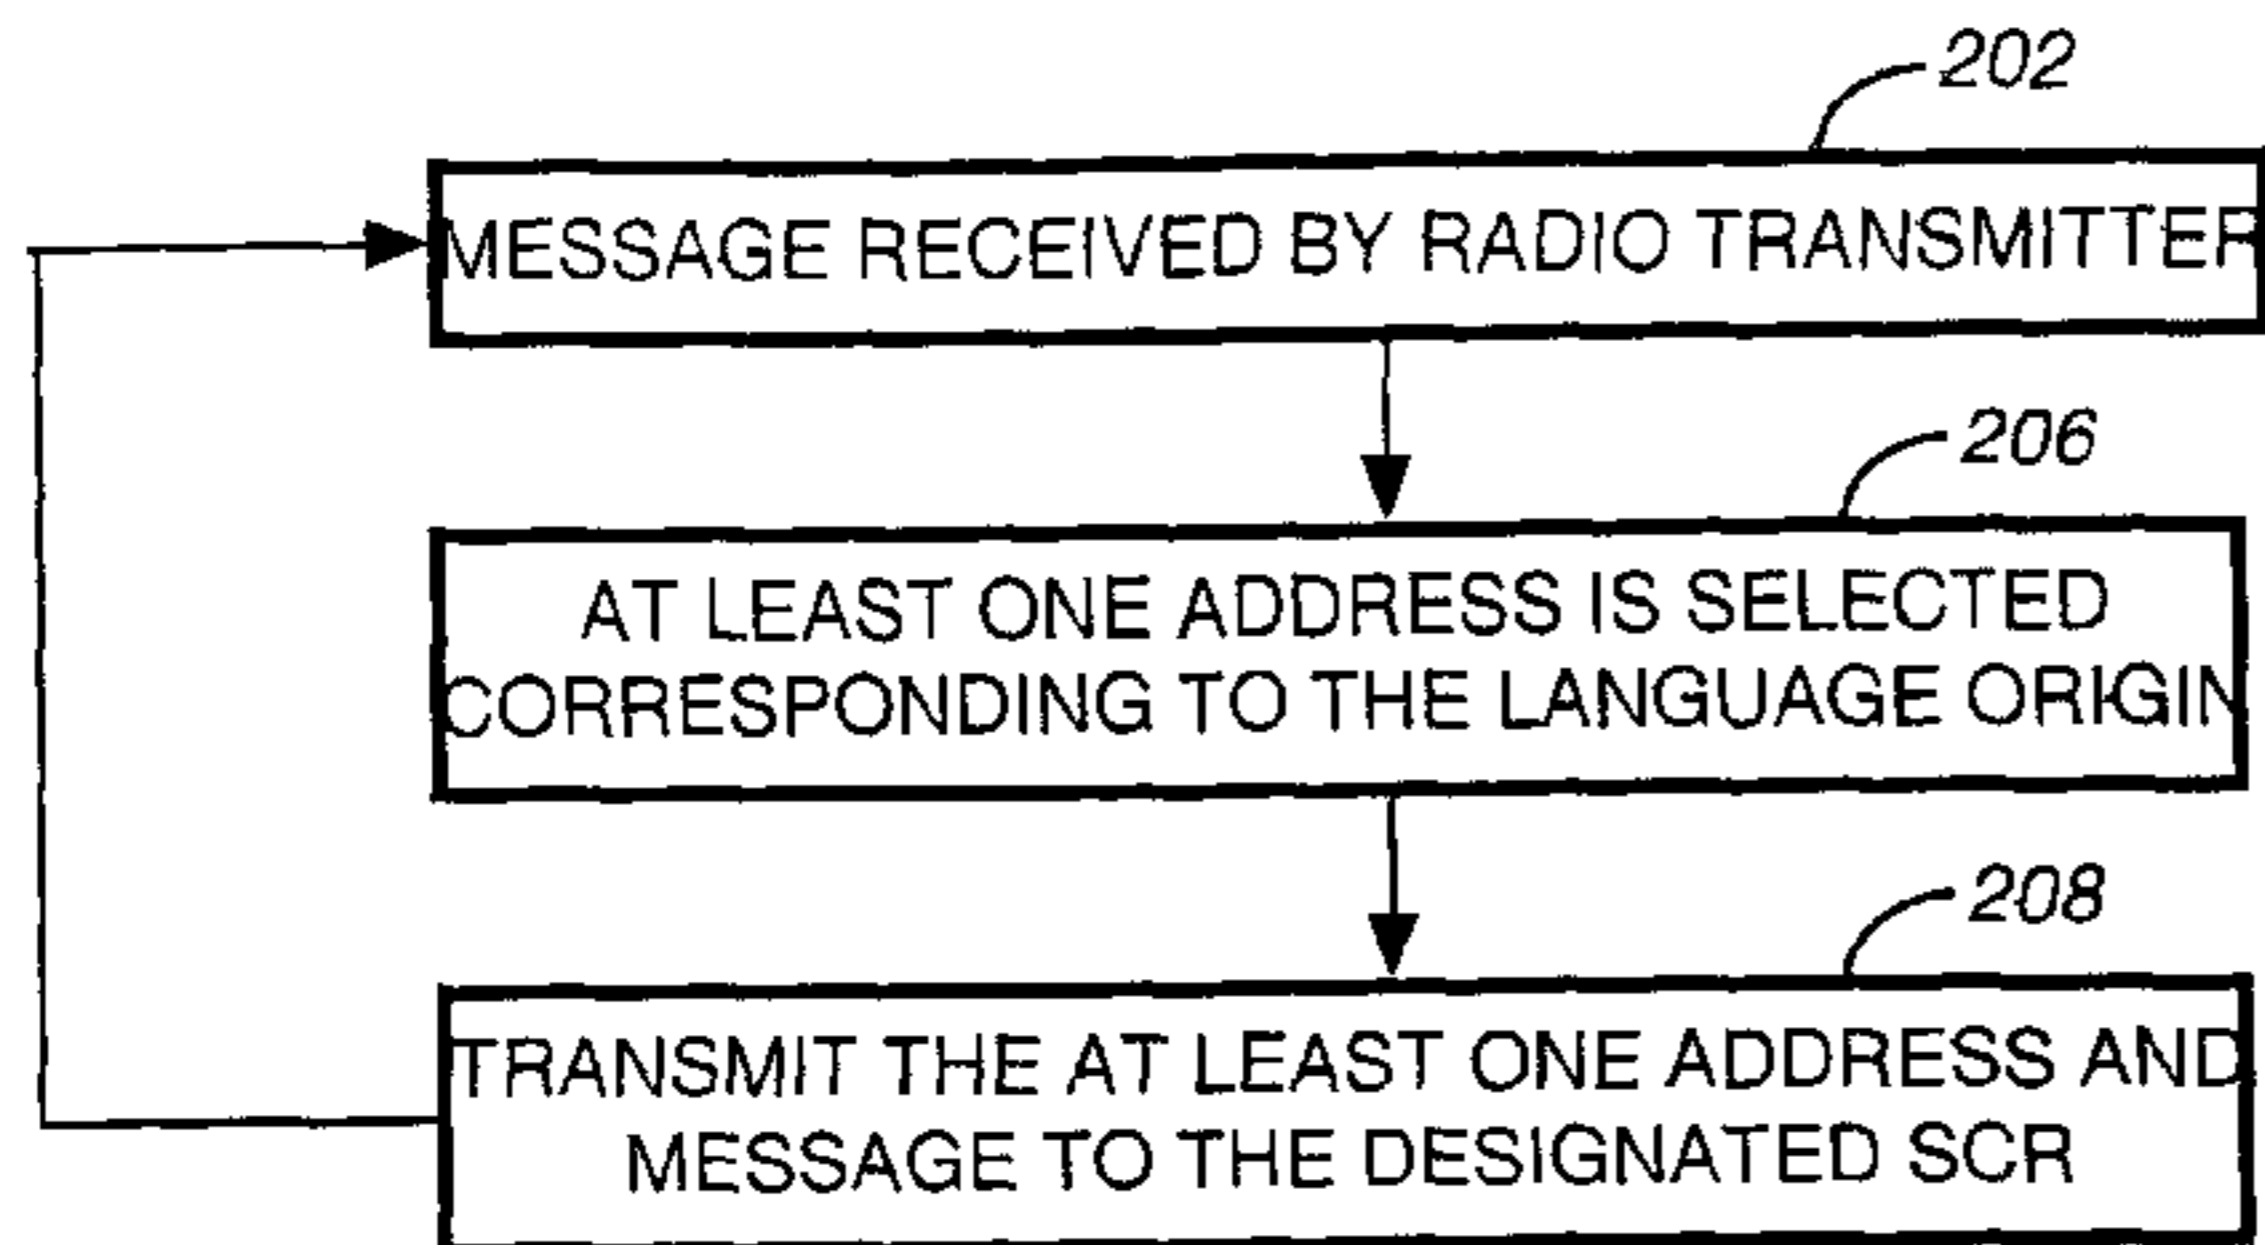 202
MESSAGE RECEIVED BY RADIO TRANSMITTER
206
AT LEAST ONE ADDRESS IS SELECTED
CORRESPONDING TO THE LANGUAGE ORIGIN
208
TRANSMIT THE AT LEAST ONE ADDRESS AND
MESSAGE TO THE DESIGNATED SCR